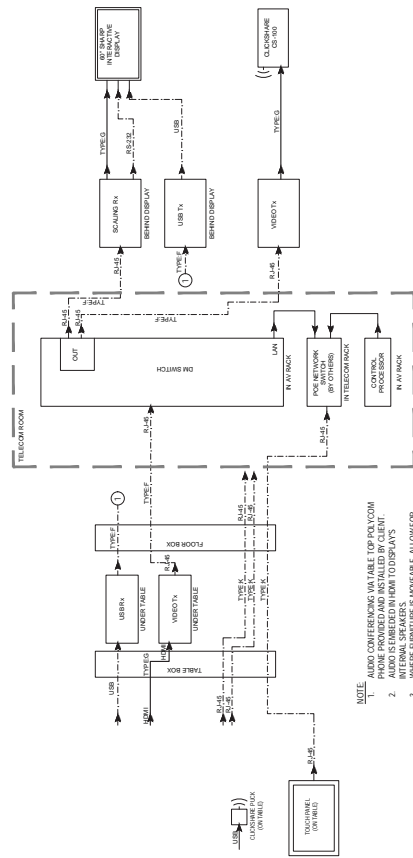 60" SHARP
INTERACTIVE
DISPLAY
CLICKSHARE
CS-100
TYPE:G
RS-232
USB
TYPE:G
SCALING Rx
BEHIND DISPLAY
USB Tx
BEHIND DISPLAY
VIDEO Tx
RJ-45
TYPE:F
1
RJ-45
TELECOM ROOM
RJ-45
RJ-45
TYPE:F
TYPE:F
OUT
DM SWITCH
LAN
IN AV RACK
POE NETWORK
SWITCH
(BY OTHERS)
IN TELECOM RACK
CONTROL
PROCESSOR
IN AV RACK
RJ-45
RJ-45
1
TYPE:F
TYPE:F
RJ-45
RJ-45
TYPE:K
TYPE:K
TYPE:K
FLOOR BOX
RJ-45
USB Rx
UNDER TABLE
VIDEO Tx
UNDER TABLE
HDMI
TYPE:G
TABLE BOX
USB
HDMI
RJ-45
RJ-45
USB
CLICKSHARE PUCK
(ON TABLE)
TOUCH PANEL
(ON TABLE)
RJ-45
NOTE:
1. AUDIO CONFERENCING VIA TABLE TOP POLYCOM
PHONE PROVIDED AND INSTALLED BY CLIENT.
2. AUDIO IS EMBEDED IN HDMI TO DISPLAY'S
INTERNAL SPEAKERS.
3. WHERE FURNITURE IS MOVEABLE, ALLOW FOR